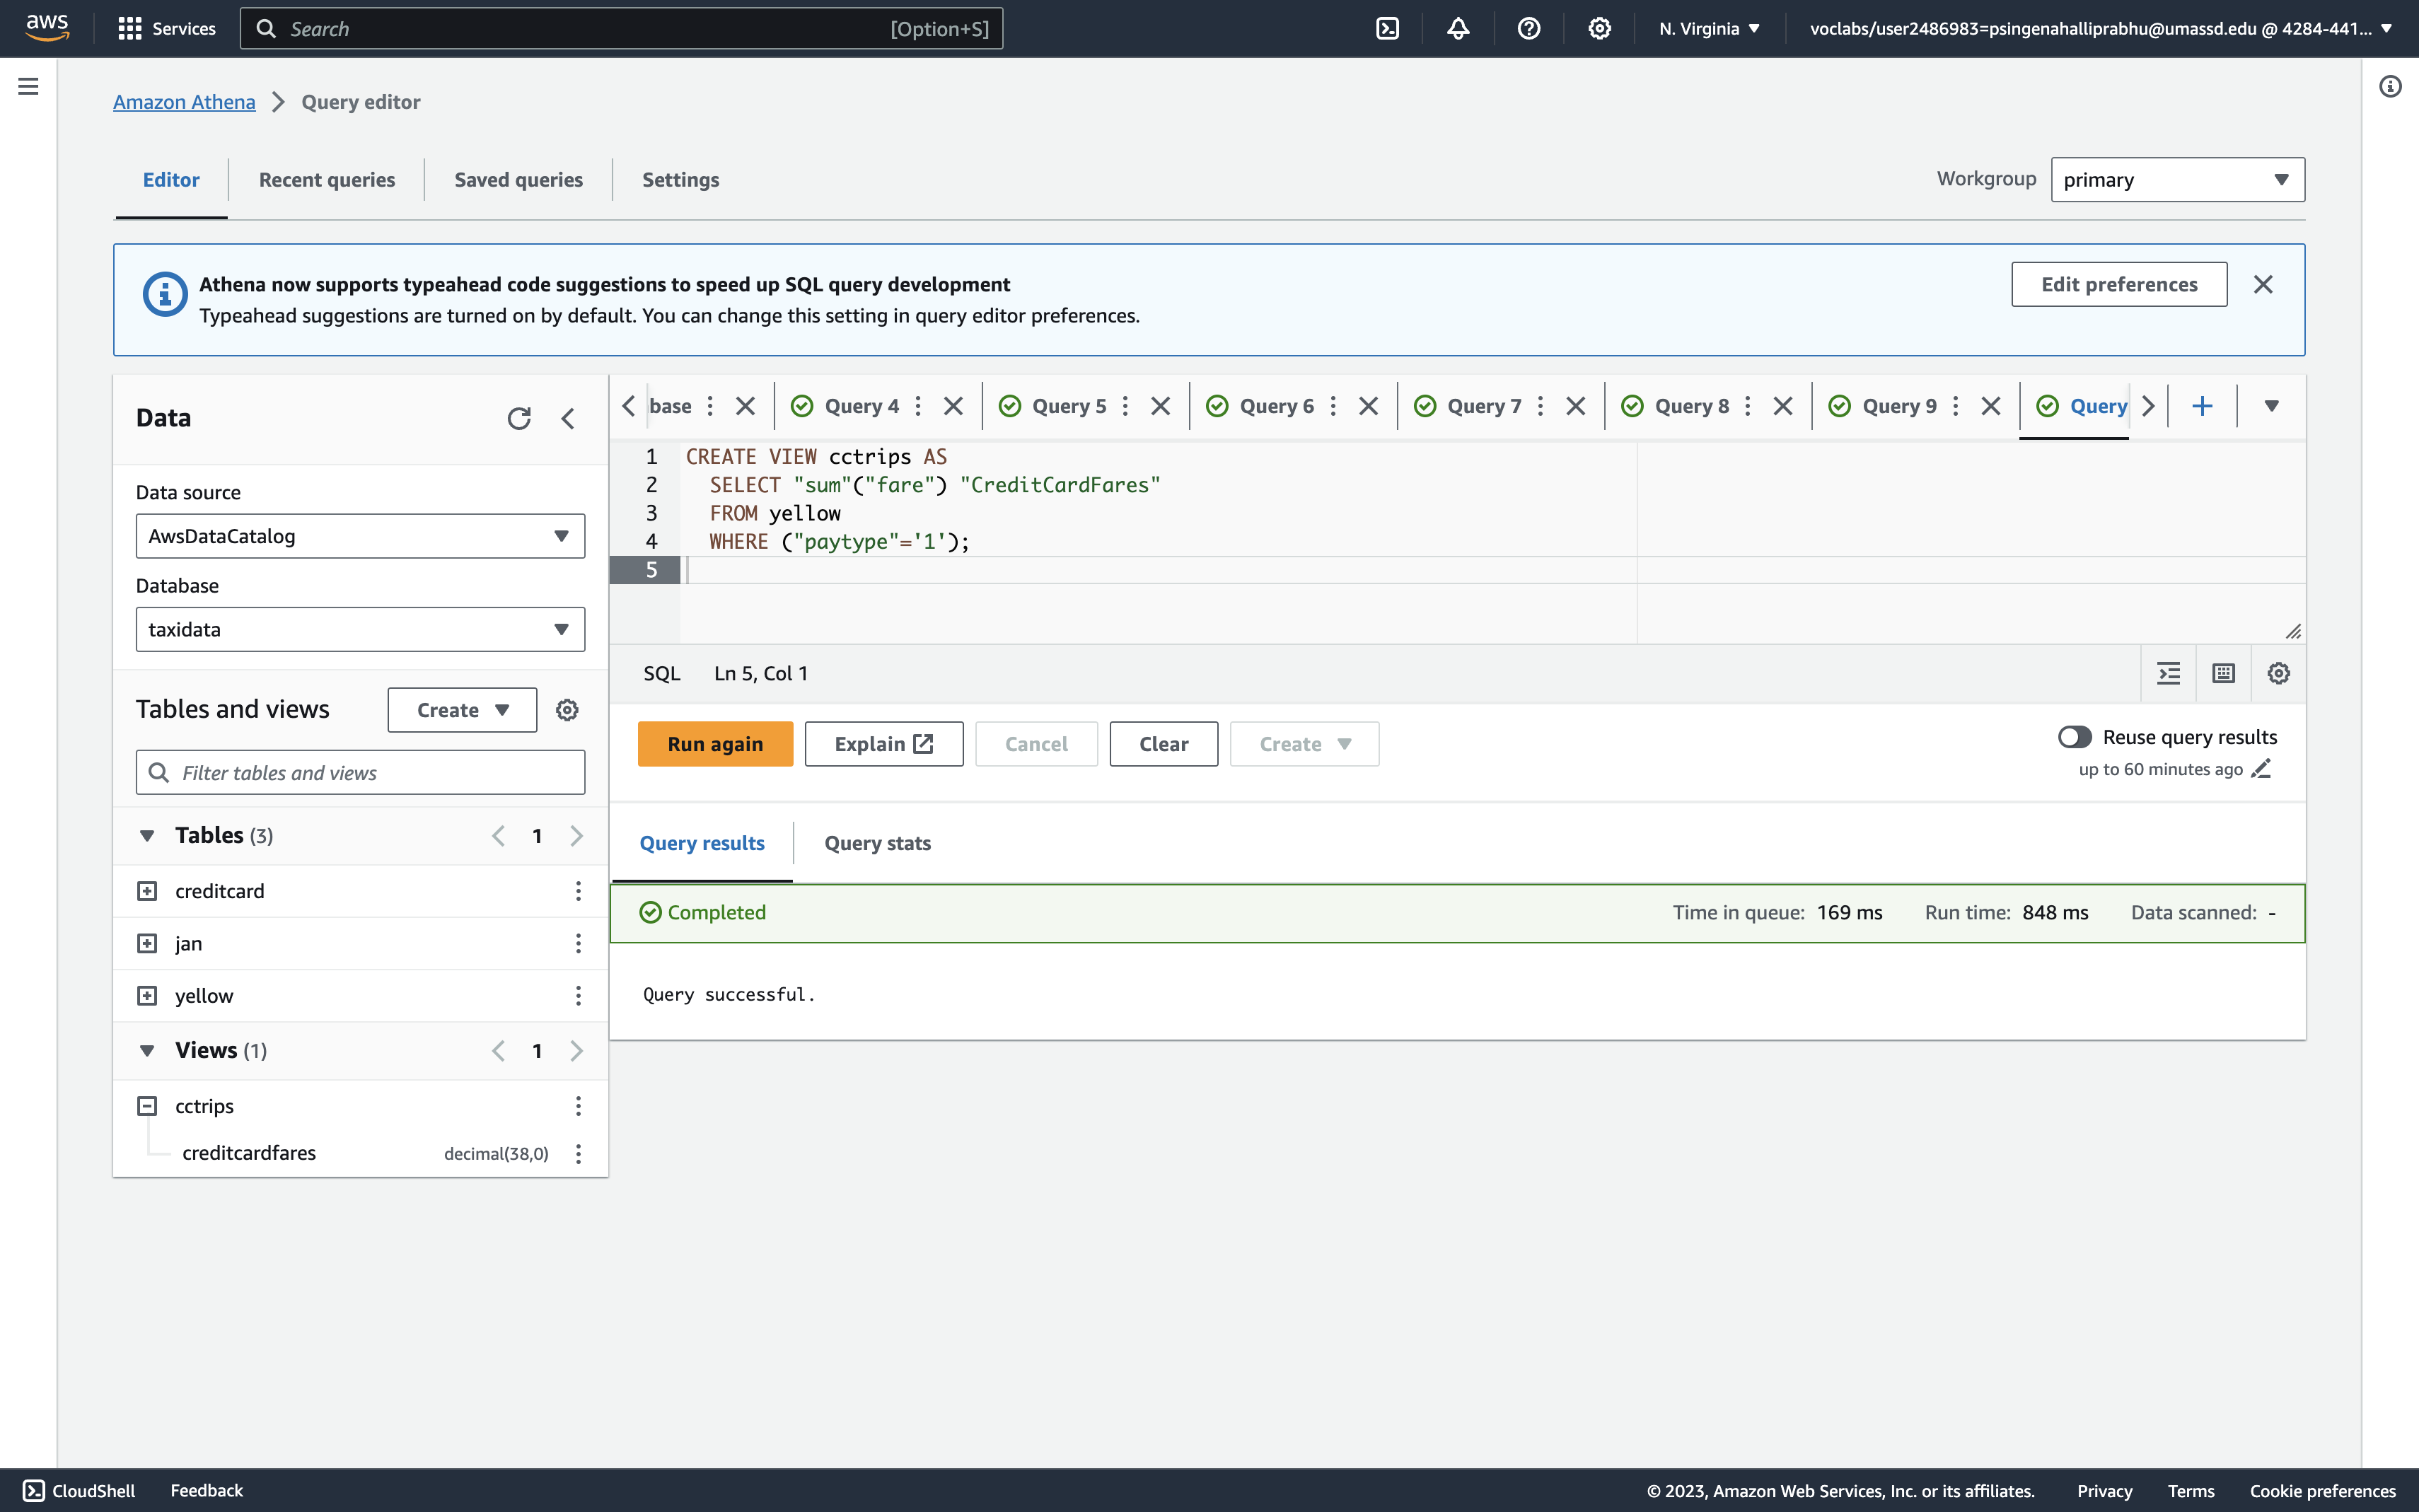 aws Services Search [Option+S] N. Virginia voclabs/user2486983=psingenahalliprabhu@umassd.edu @ 4284-441...
Amazon Athena Query editor
Editor Recent queries Saved queries Settings Workgroup primary
Athena now supports typeahead code suggestions to speed up SQL query development
Typeahead suggestions are turned on by default. You can change this setting in query editor preferences.
Edit preferences
Data
Data source
AwsDataCatalog
Database
taxidata
Tables and views Create
Filter tables and views
Tables (3) 1
creditcard
jan
yellow
Views (1) 1
cctrips
creditcardfares decimal(38,0)
base Query 4 Query 5 Query 6 Query 7 Query 8 Query 9 Query
1 CREATE VIEW cctrips AS
2 SELECT "sum"("fare") "CreditCardFares"
3 FROM yellow
4 WHERE ("paytype"='1');
5
SQL Ln 5, Col 1
Run again Explain Cancel Clear Create
Reuse query results
up to 60 minutes ago
Query results Query stats
Completed Time in queue: 169 ms Run time: 848 ms Data scanned: -
Query successful.
CloudShell Feedback © 2023, Amazon Web Services, Inc. or its affiliates. Privacy Terms Cookie preferences